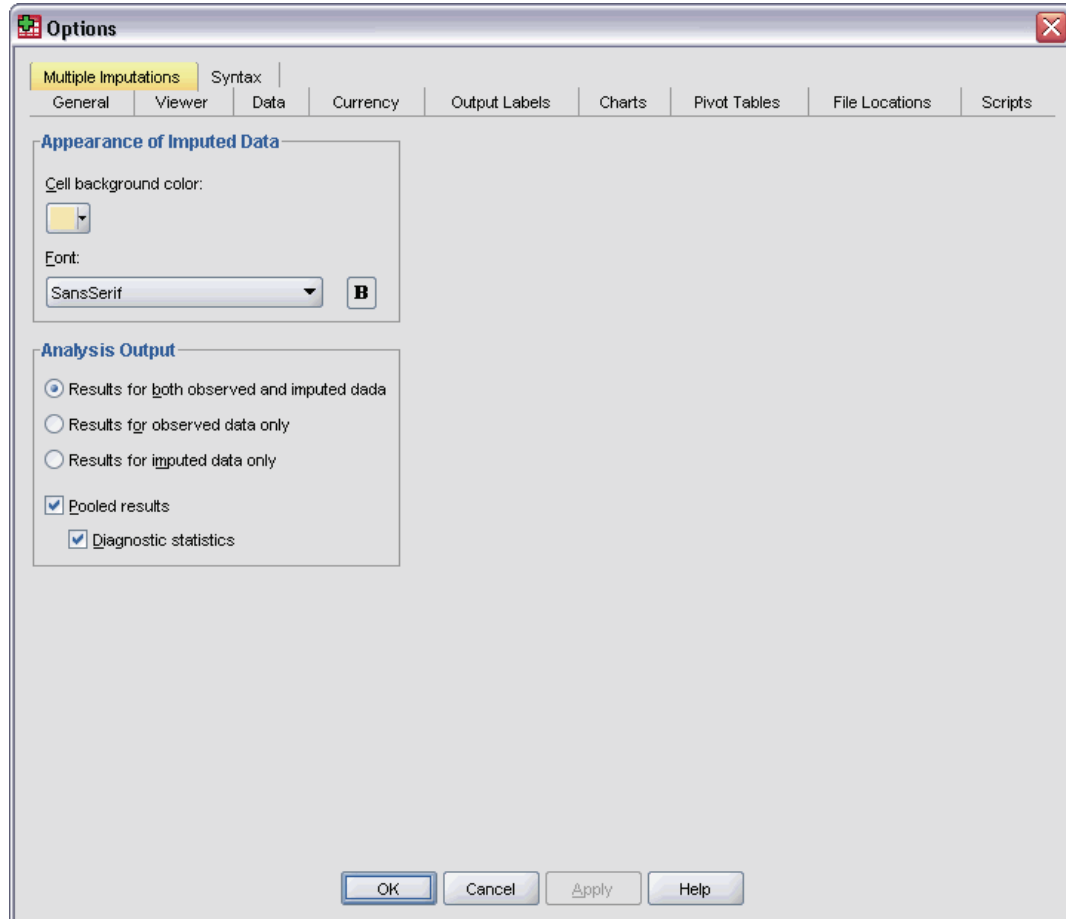 Options
Multiple Imputations Syntax
General Viewer Data Currency Output Labels Charts Pivot Tables File Locations Scripts
Appearance of Imputed Data
Cell background color:
Font:
SansSerif B
Analysis Output
Results for both observed and imputed dada
Results for observed data only
Results for imputed data only
Pooled results
Diagnostic statistics
OK Cancel Apply Help